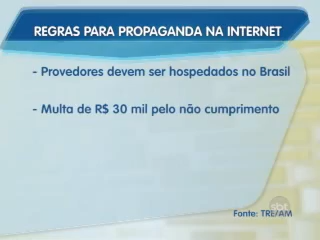 REGRAS PARA PROPAGANDA NA INTERNET
- Provedores devem ser hospedados no Brasil
- Multa de R$ 30 mil pelo não cumprimento
sbt
Fonte: TRE/AM